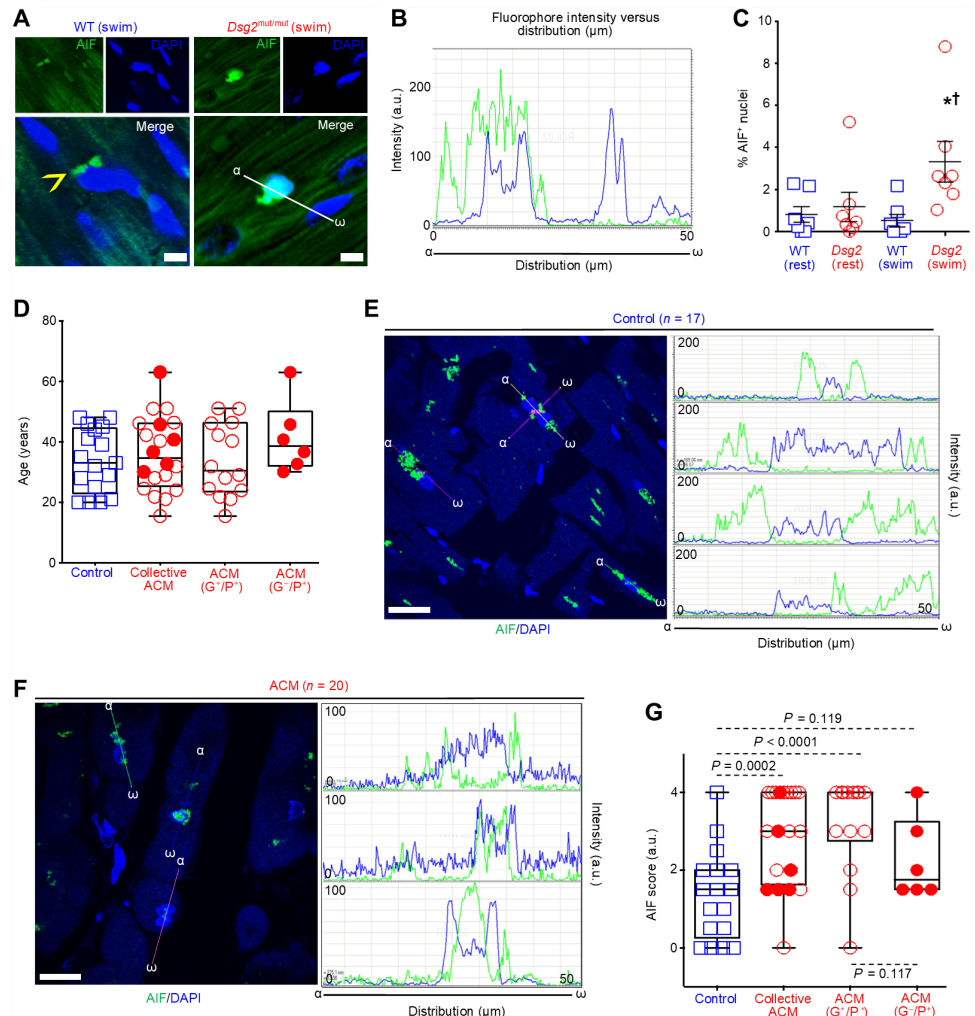 A
WT (swim)
Dsg2mut/mut (swim)
AIF
DAPI
AIF
DAPI
Merge
Merge
α
ω
B
Fluorophore intensity versus
distribution (µm)
Intensity (a.u.)
200
100
0
0
50
α
ω
Distribution (µm)
C
% AIF+ nuclei
10
8
6
4
2
0
*†
WT
(rest)
Dsg2
(rest)
WT
(swim
Dsg2
(swim)
D
Age (years)
80
60
40
20
0
Control
Collective
ACM
ACM
(G+/P+)
ACM
(G−/P+)
E
Control (n = 17)
α
ω
α
ω
α
ω
α
ω
AIF/DAPI
200
0
200
0
200
0
200
0
50
Intensity (a.u.)
α
ω
Distribution (µm)
F
ACM (n = 20)
α
ω
α
ω
α
ω
AIF/DAPI
100
0
100
0
100
0
50
Intensity (a.u.)
α
ω
Distribution (µm)
G
P = 0.119
P < 0.0001
P = 0.0002
AIF score (a.u.)
4
2
0
P = 0.117
Control
Collective
ACM
ACM
(G+/P+)
ACM
(G−/P+)